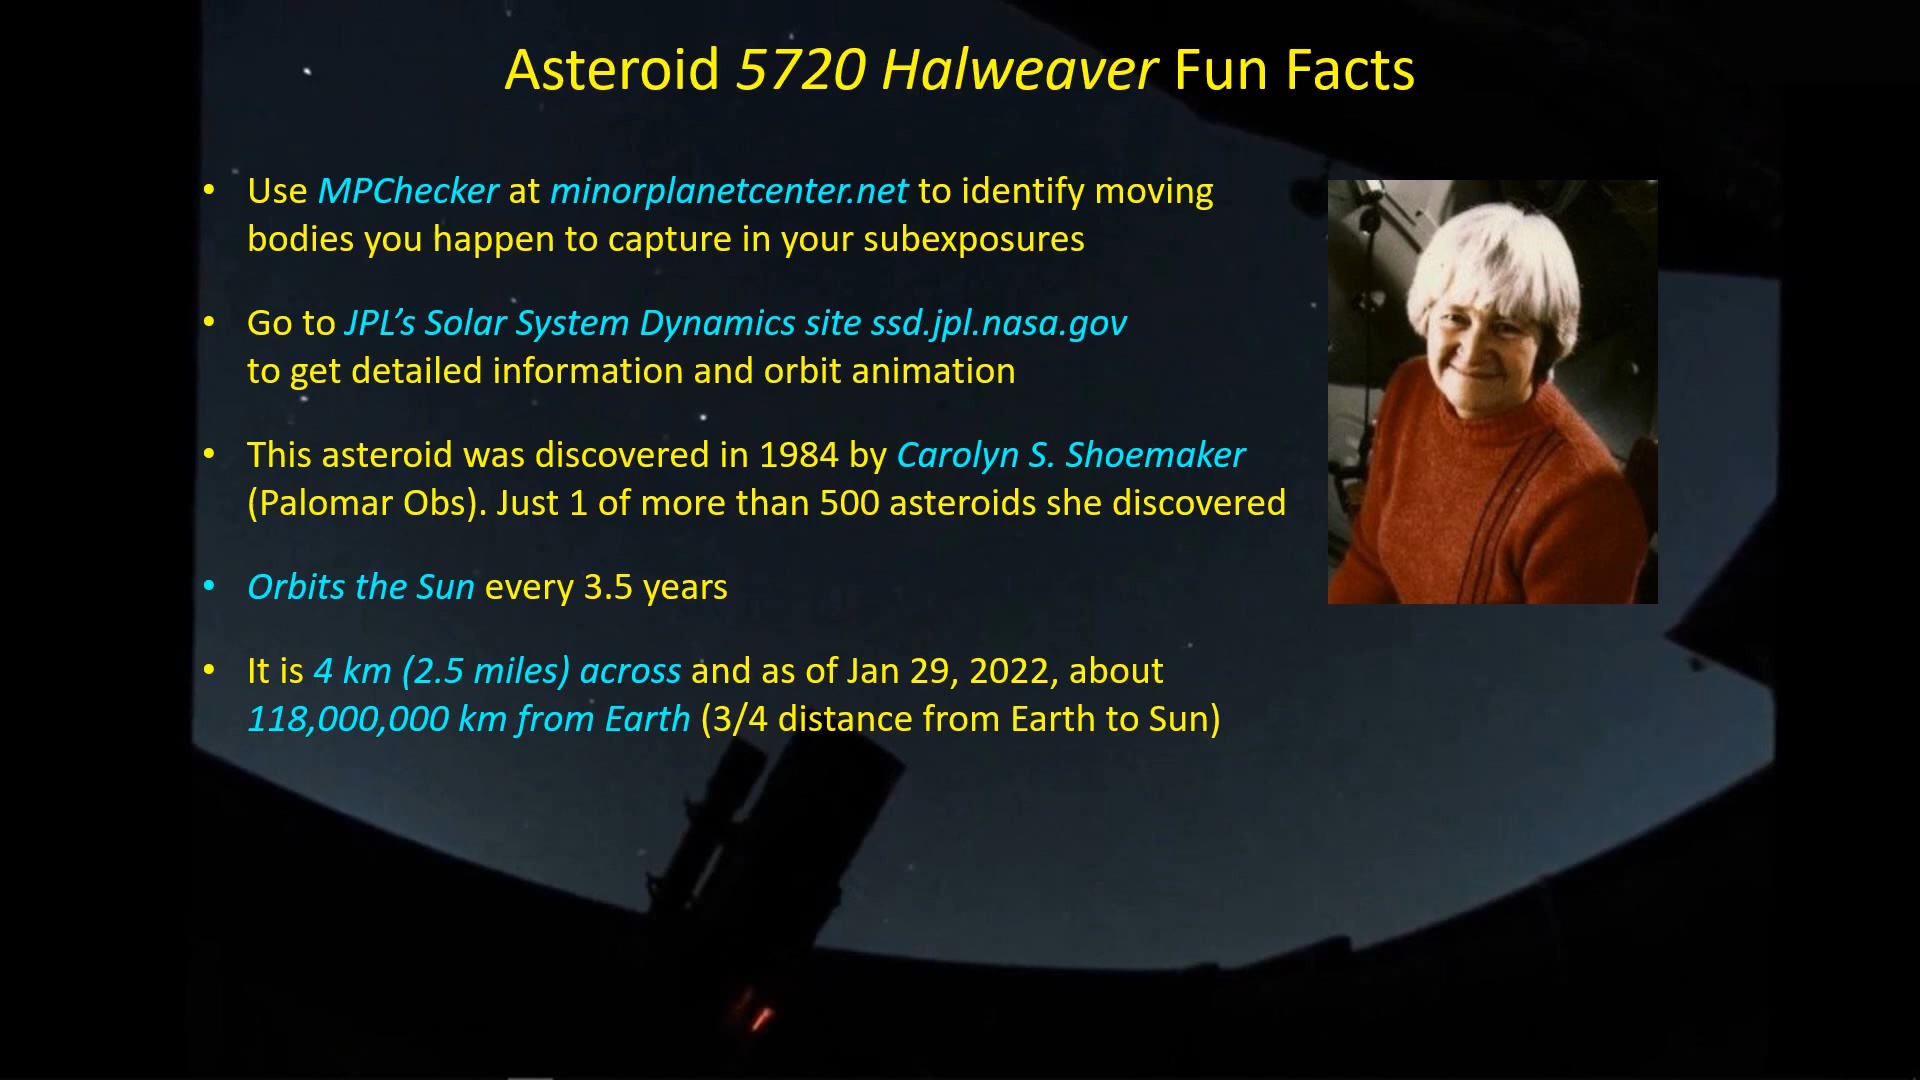 Asteroid 5720 Halweaver Fun Facts
• Use MPChecker at minorplanetcenter.net to identify moving
bodies you happen to capture in your subexposures
• Go to JPL’s Solar System Dynamics site ssd.jpl.nasa.gov
to get detailed information and orbit animation
• This asteroid was discovered in 1984 by Carolyn S. Shoemaker
(Palomar Obs). Just 1 of more than 500 asteroids she discovered
• Orbits the Sun every 3.5 years
• It is 4 km (2.5 miles) across and as of Jan 29, 2022, about
118,000,000 km from Earth (3/4 distance from Earth to Sun)